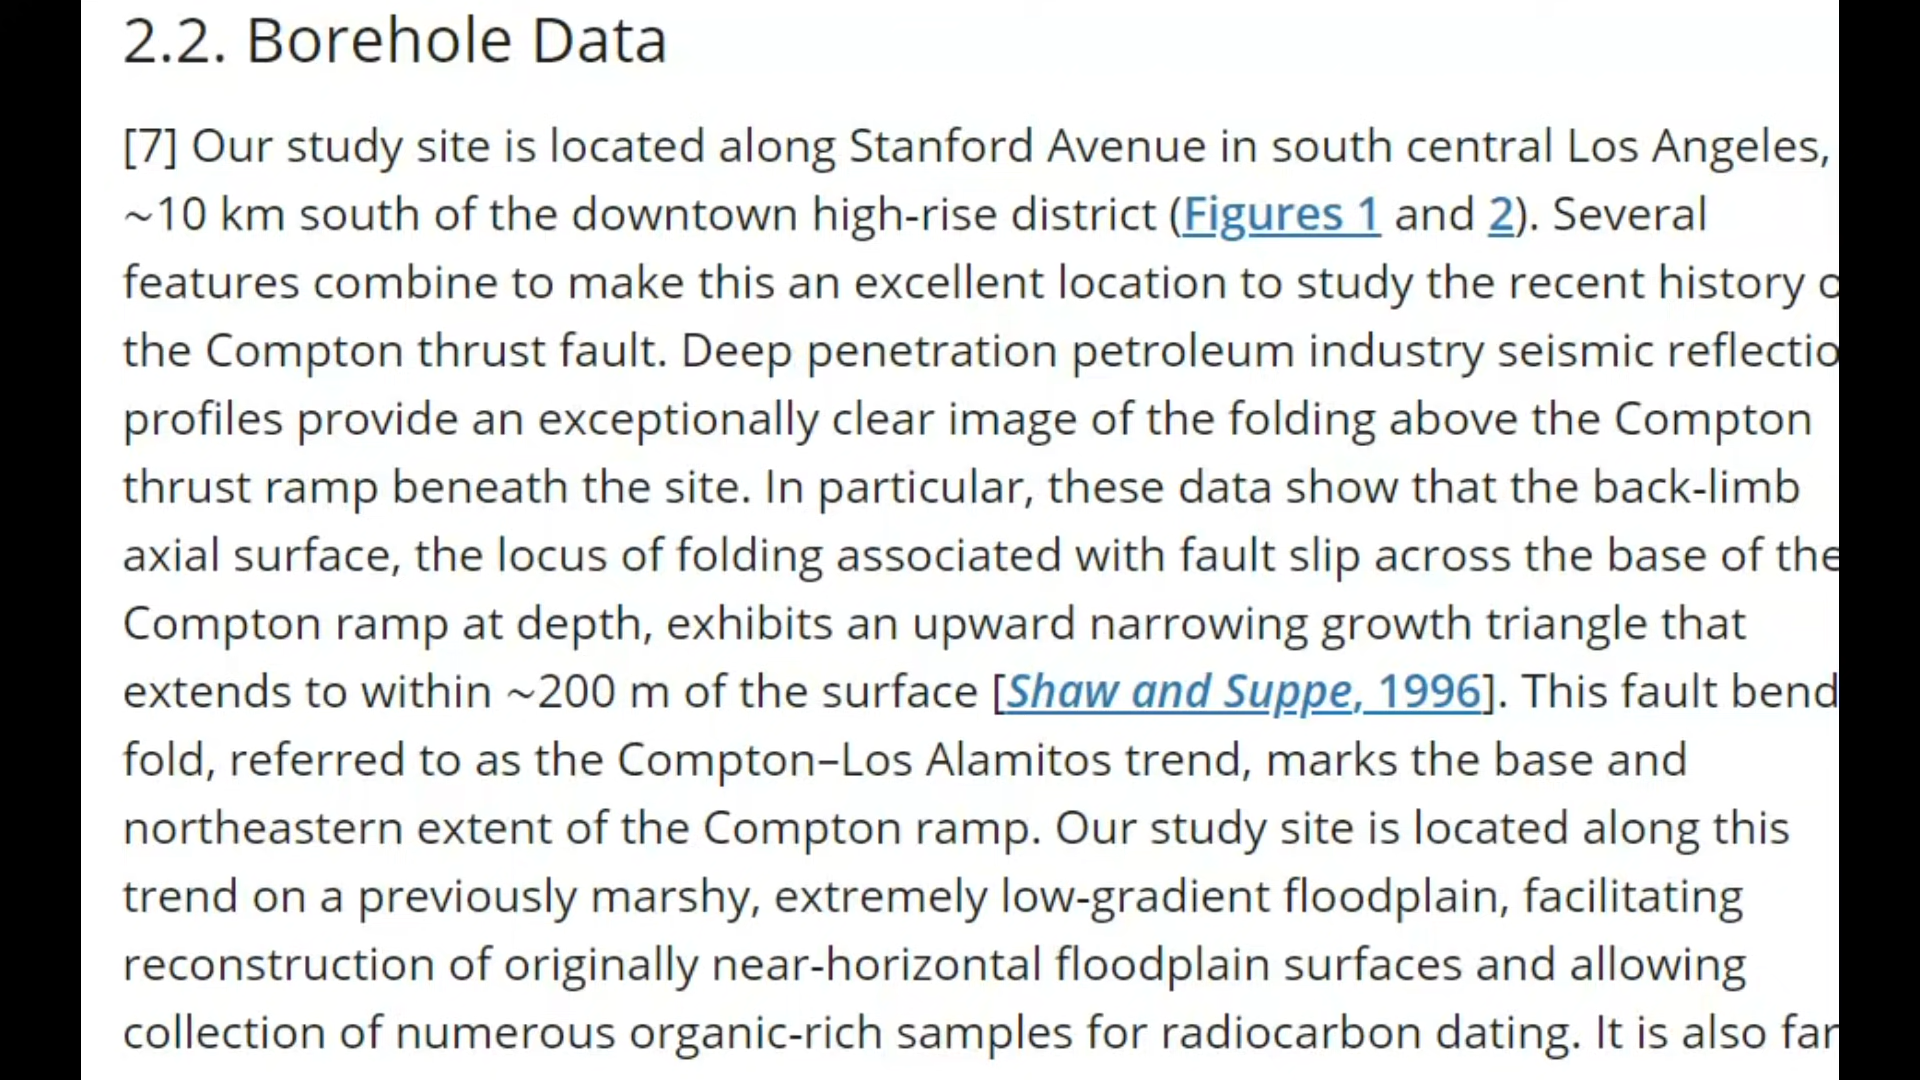 2.2. Borehole Data
[7] Our study site is located along Stanford Avenue in south central Los Angeles,
~10 km south of the downtown high-rise district (Figures 1 and 2). Several
features combine to make this an excellent location to study the recent history
the Compton thrust fault. Deep penetration petroleum industry seismic reflectio
profiles provide an exceptionally clear image of the folding above the Compton
thrust ramp beneath the site. In particular, these data show that the back-limb
axial surface, the locus of folding associated with fault slip across the base of the
Compton ramp at depth, exhibits an upward narrowing growth triangle that
extends to within ~200 m of the surface [Shaw and Suppe, 1996]. This fault bend
fold, referred to as the Compton–Los Alamitos trend, marks the base and
northeastern extent of the Compton ramp. Our study site is located along this
trend on a previously marshy, extremely low-gradient floodplain, facilitating
reconstruction of originally near-horizontal floodplain surfaces and allowing
collection of numerous organic-rich samples for radiocarbon dating. It is also far